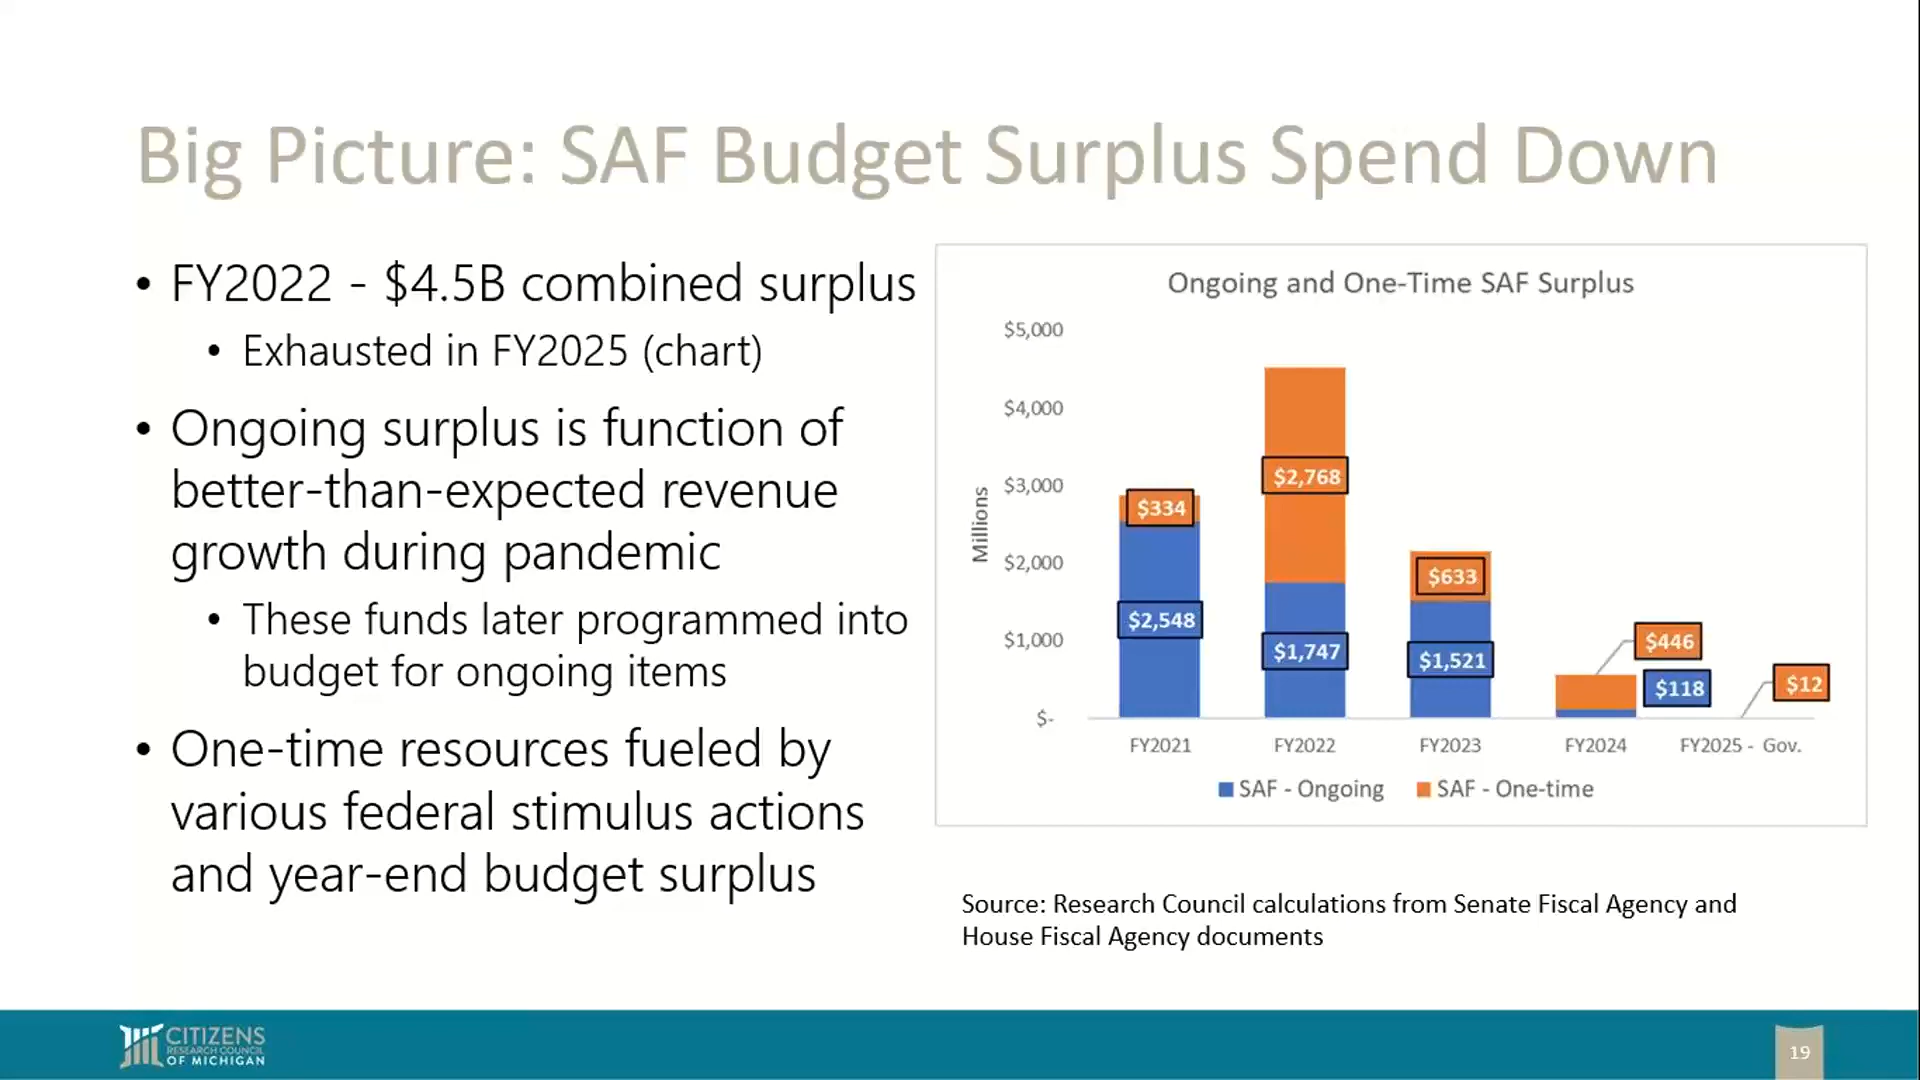 Big Picture: SAF Budget Surplus Spend Down
• FY2022 - $4.5B combined surplus
• Exhausted in FY2025 (chart)
• Ongoing surplus is function of
better-than-expected revenue
growth during pandemic
• These funds later programmed into
budget for ongoing items
• One-time resources fueled by
various federal stimulus actions
and year-end budget surplus
Ongoing and One-Time SAF Surplus
Millions
$5,000
$4,000
$3,000
$2,000
$1,000
$-
$334
$2,548
$2,768
$1,747
$633
$1,521
$446
$118
$12
FY2021
FY2022
FY2023
FY2024
FY2025 - Gov.
SAF - Ongoing
SAF - One-time
Source: Research Council calculations from Senate Fiscal Agency and
House Fiscal Agency documents
CITIZENS
RESEARCH COUNCIL
OF MICHIGAN
19